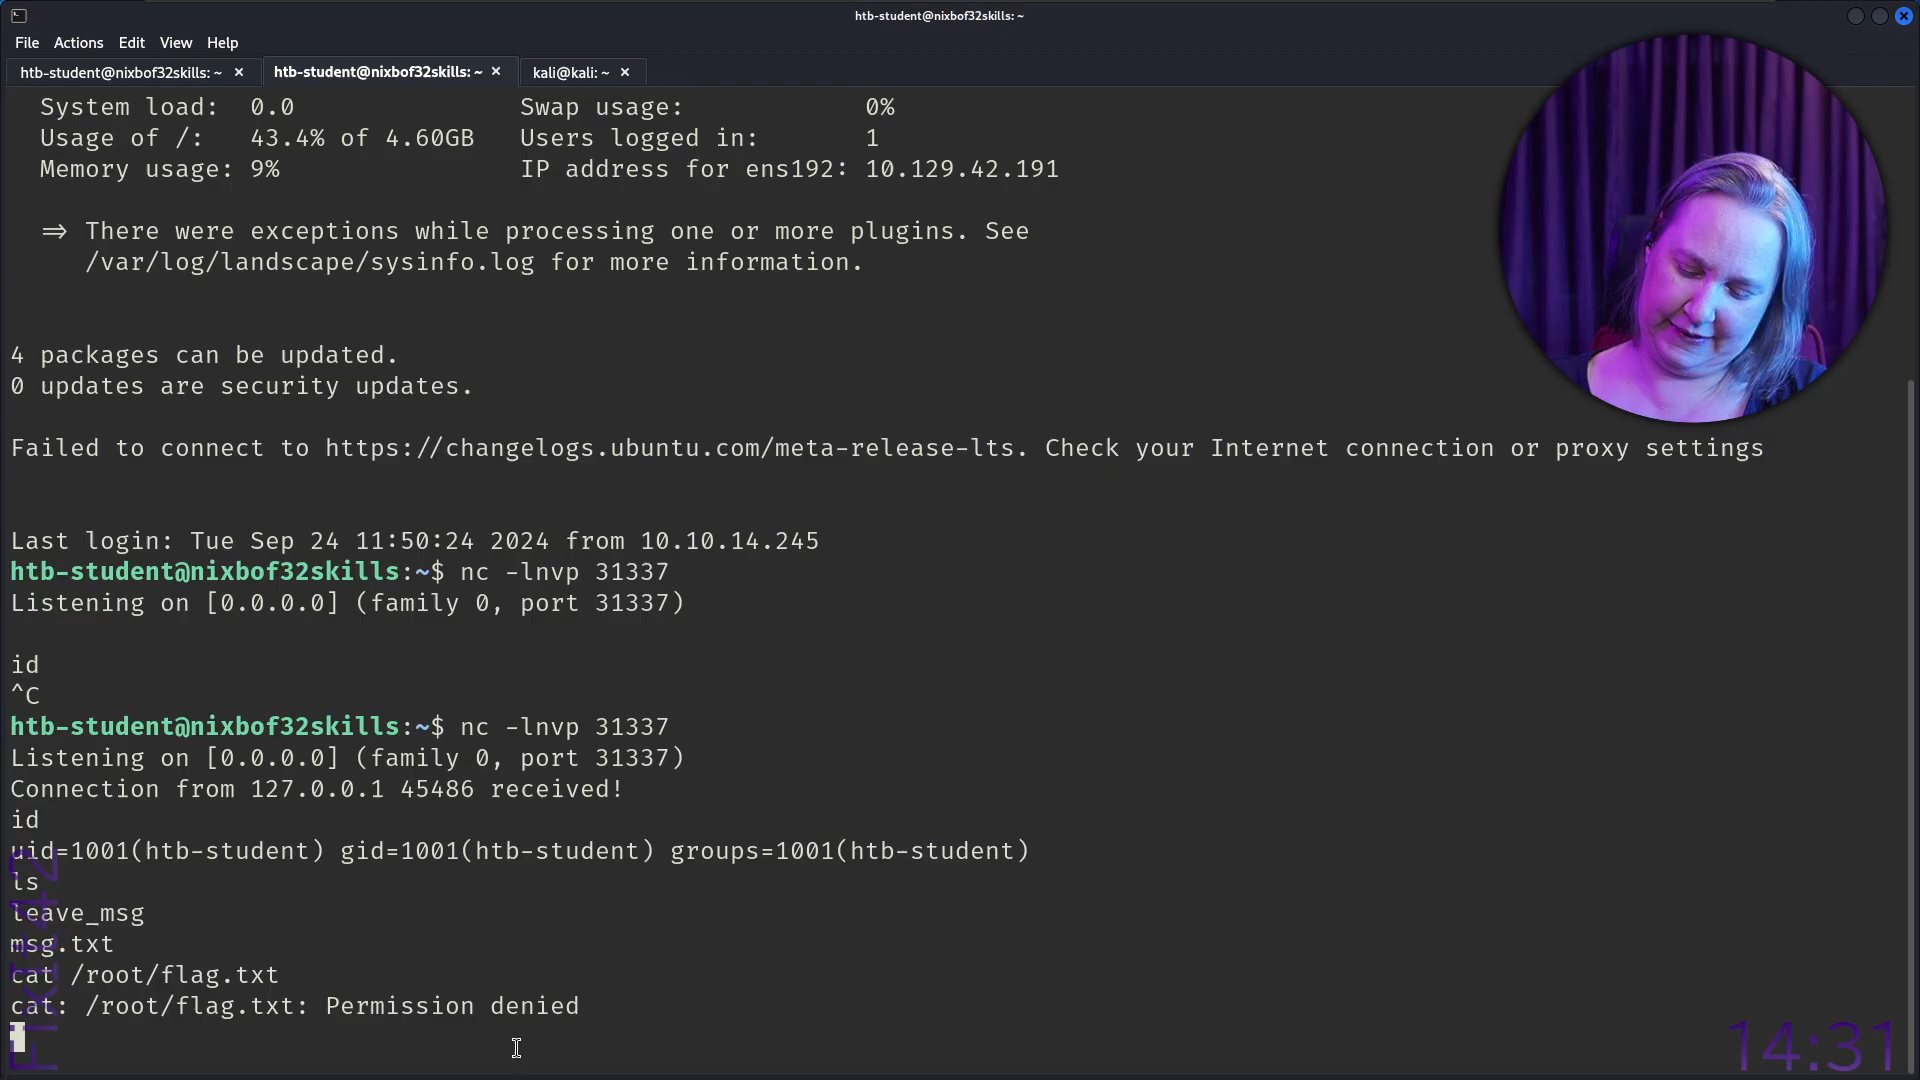 htb-student@nixbof32skills: ~
File Actions Edit View Help
htb-student@nixbof32skills: ~ × htb-student@nixbof32skills: ~ × kali@kali: ~ ×
System load: 0.0 Swap usage: 0%
Usage of /: 43.4% of 4.60GB Users logged in: 1
Memory usage: 9% IP address for ens192: 10.129.42.191
=> There were exceptions while processing one or more plugins. See
/var/log/landscape/sysinfo.log for more information.
4 packages can be updated.
0 updates are security updates.
Failed to connect to https://changelogs.ubuntu.com/meta-release-lts. Check your Internet connection or proxy settings
Last login: Tue Sep 24 11:50:24 2024 from 10.10.14.245
htb-student@nixbof32skills:~$ nc -lnvp 31337
Listening on [0.0.0.0] (family 0, port 31337)
id
^C
htb-student@nixbof32skills:~$ nc -lnvp 31337
Listening on [0.0.0.0] (family 0, port 31337)
Connection from 127.0.0.1 45486 received!
id
uid=1001(htb-student) gid=1001(htb-student) groups=1001(htb-student)
ls
leave_msg
msg.txt
cat /root/flag.txt
cat: /root/flag.txt: Permission denied
14:31